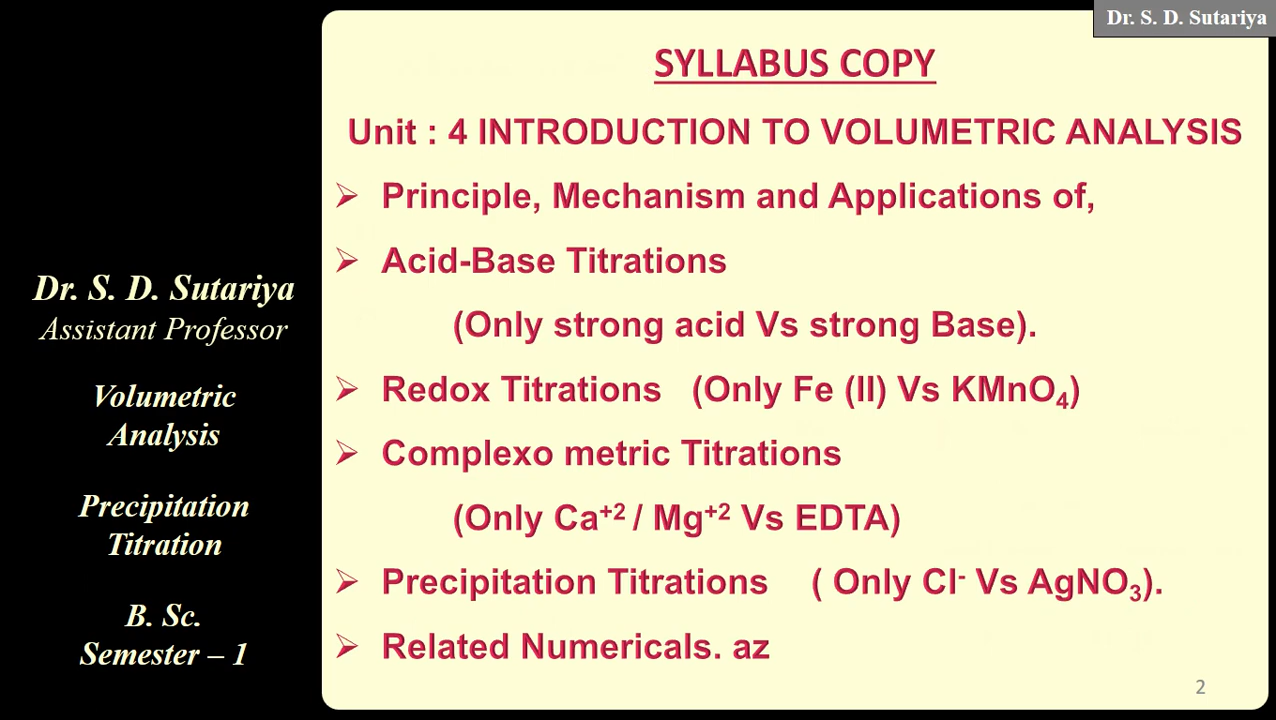 Dr. S. D. Sutariya
SYLLABUS COPY
Unit : 4 INTRODUCTION TO VOLUMETRIC ANALYSIS
➢ Principle, Mechanism and Applications of,
➢ Acid-Base Titrations
(Only strong acid Vs strong Base).
➢ Redox Titrations (Only Fe (II) Vs KMnO₄)
➢ Complexo metric Titrations
(Only Ca⁺² / Mg⁺² Vs EDTA)
➢ Precipitation Titrations ( Only Cl⁻ Vs AgNO₃).
➢ Related Numericals. az
Dr. S. D. Sutariya
Assistant Professor
Volumetric
Analysis
Precipitation
Titration
B. Sc.
Semester – 1
2